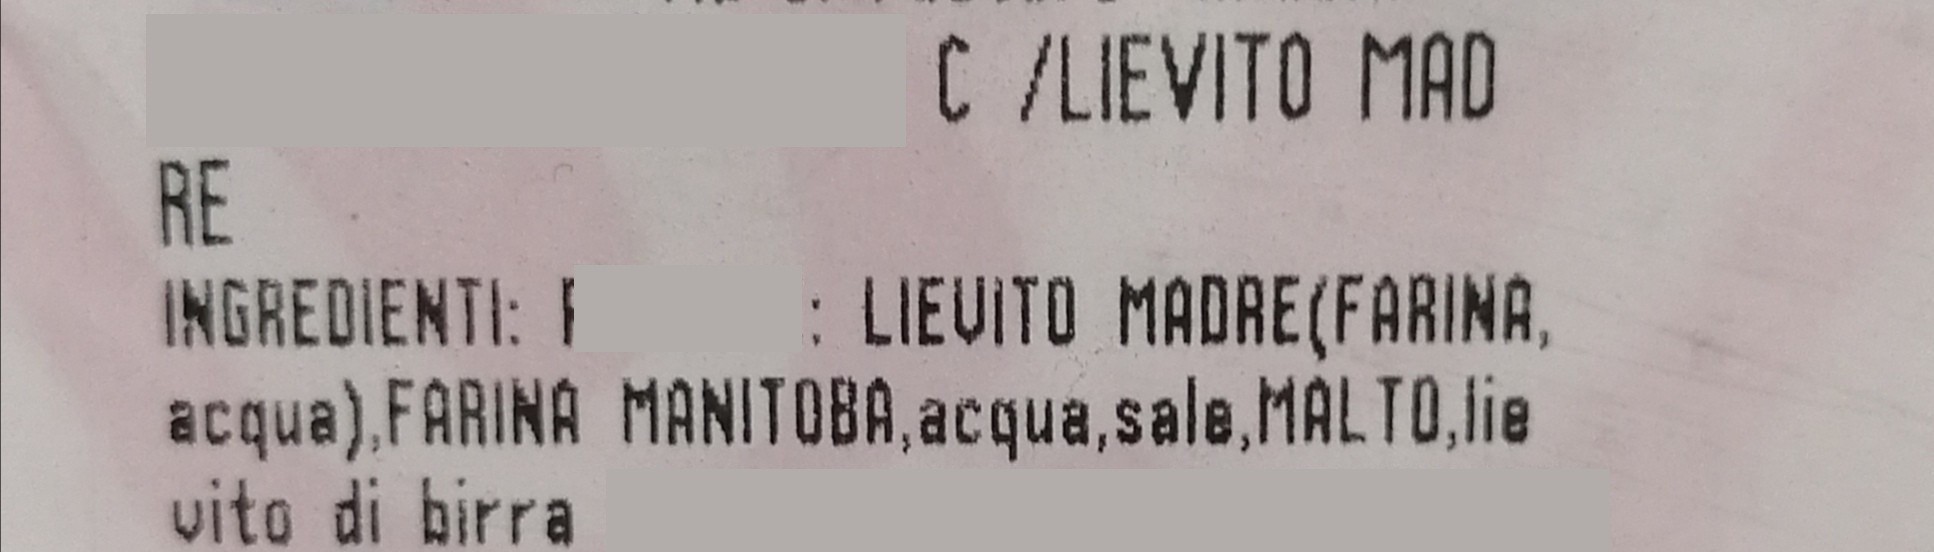 C /LIEVITO MAD
RE
INGREDIENTI: : LIEVITO MADRE(FARINA,
acqua),FARINA MANITOBA,acqua,sale,MALTO,lie
vito di birra